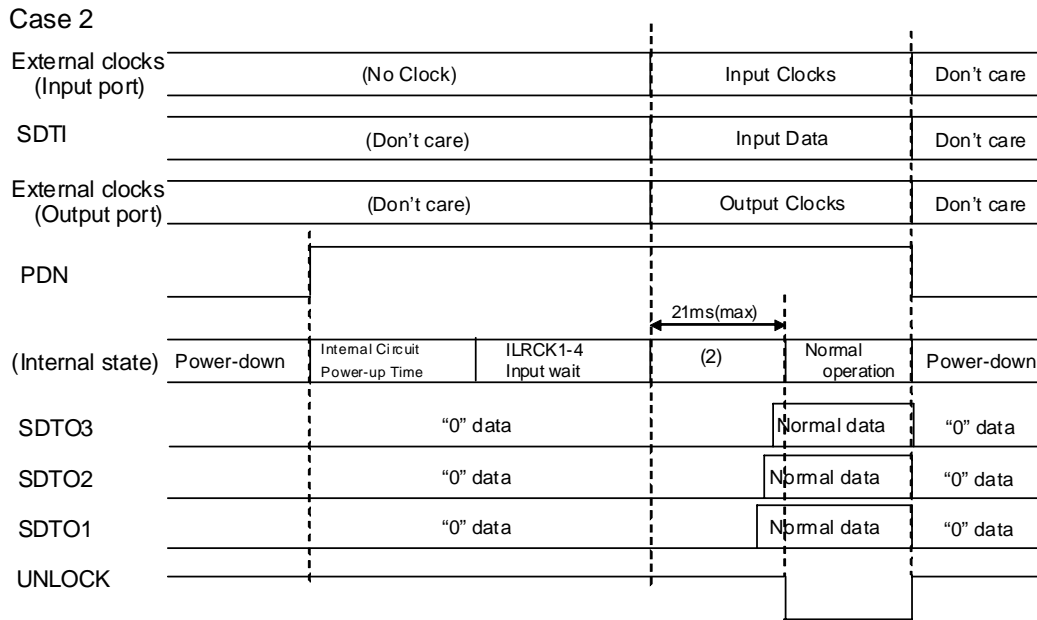 Case 2
External clocks
(Input port)
(No Clock)
Input Clocks
Don't care
SDTI
(Don't care)
Input Data
Don't care
External clocks
(Output port)
(Don't care)
Output Clocks
Don't care
PDN
21ms(max)
(Internal state)
Power-down
Internal Circuit
Power-up Time
ILRCK1-4
Input wait
(2)
Normal
operation
Power-down
SDTO3
“0” data
Normal data
“0” data
SDTO2
“0” data
Normal data
“0” data
SDTO1
“0” data
Normal data
“0” data
UNLOCK